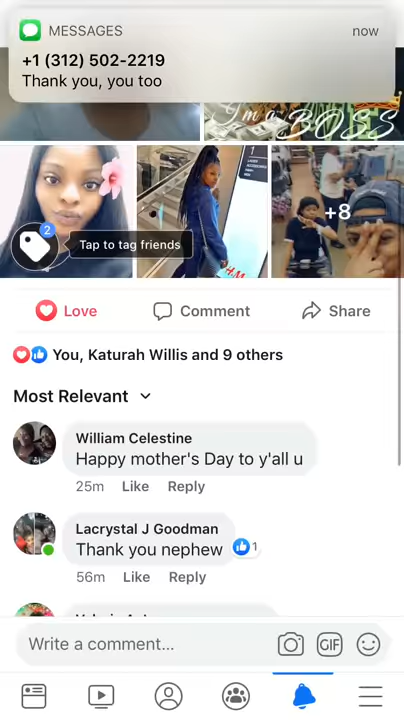 MESSAGES
now
+1 (312) 502-2219
Thank you, you too
I'm a BOSS
+8
2
Tap to tag friends
H&M
Love
Comment
Share
You, Katurah Willis and 9 others
Most Relevant
William Celestine
Happy mother's Day to y'all u
25m Like Reply
Lacrystal J Goodman
Thank you nephew
1
56m Like Reply
Write a comment...
GIF